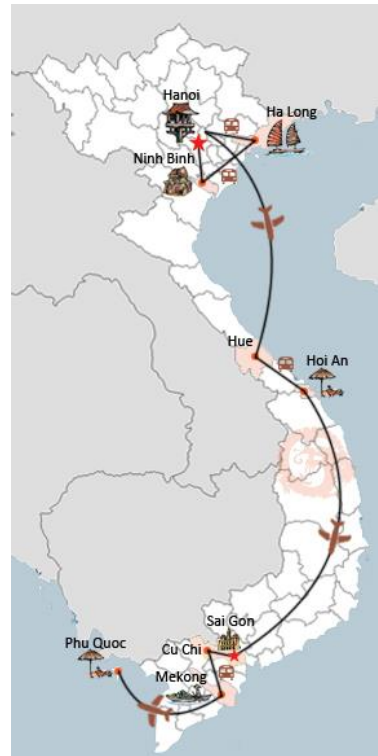 Hanoi
Ha Long
Ninh Binh
Hue
Hoi An
Sai Gon
Phu Quoc
Cu Chi
Mekong